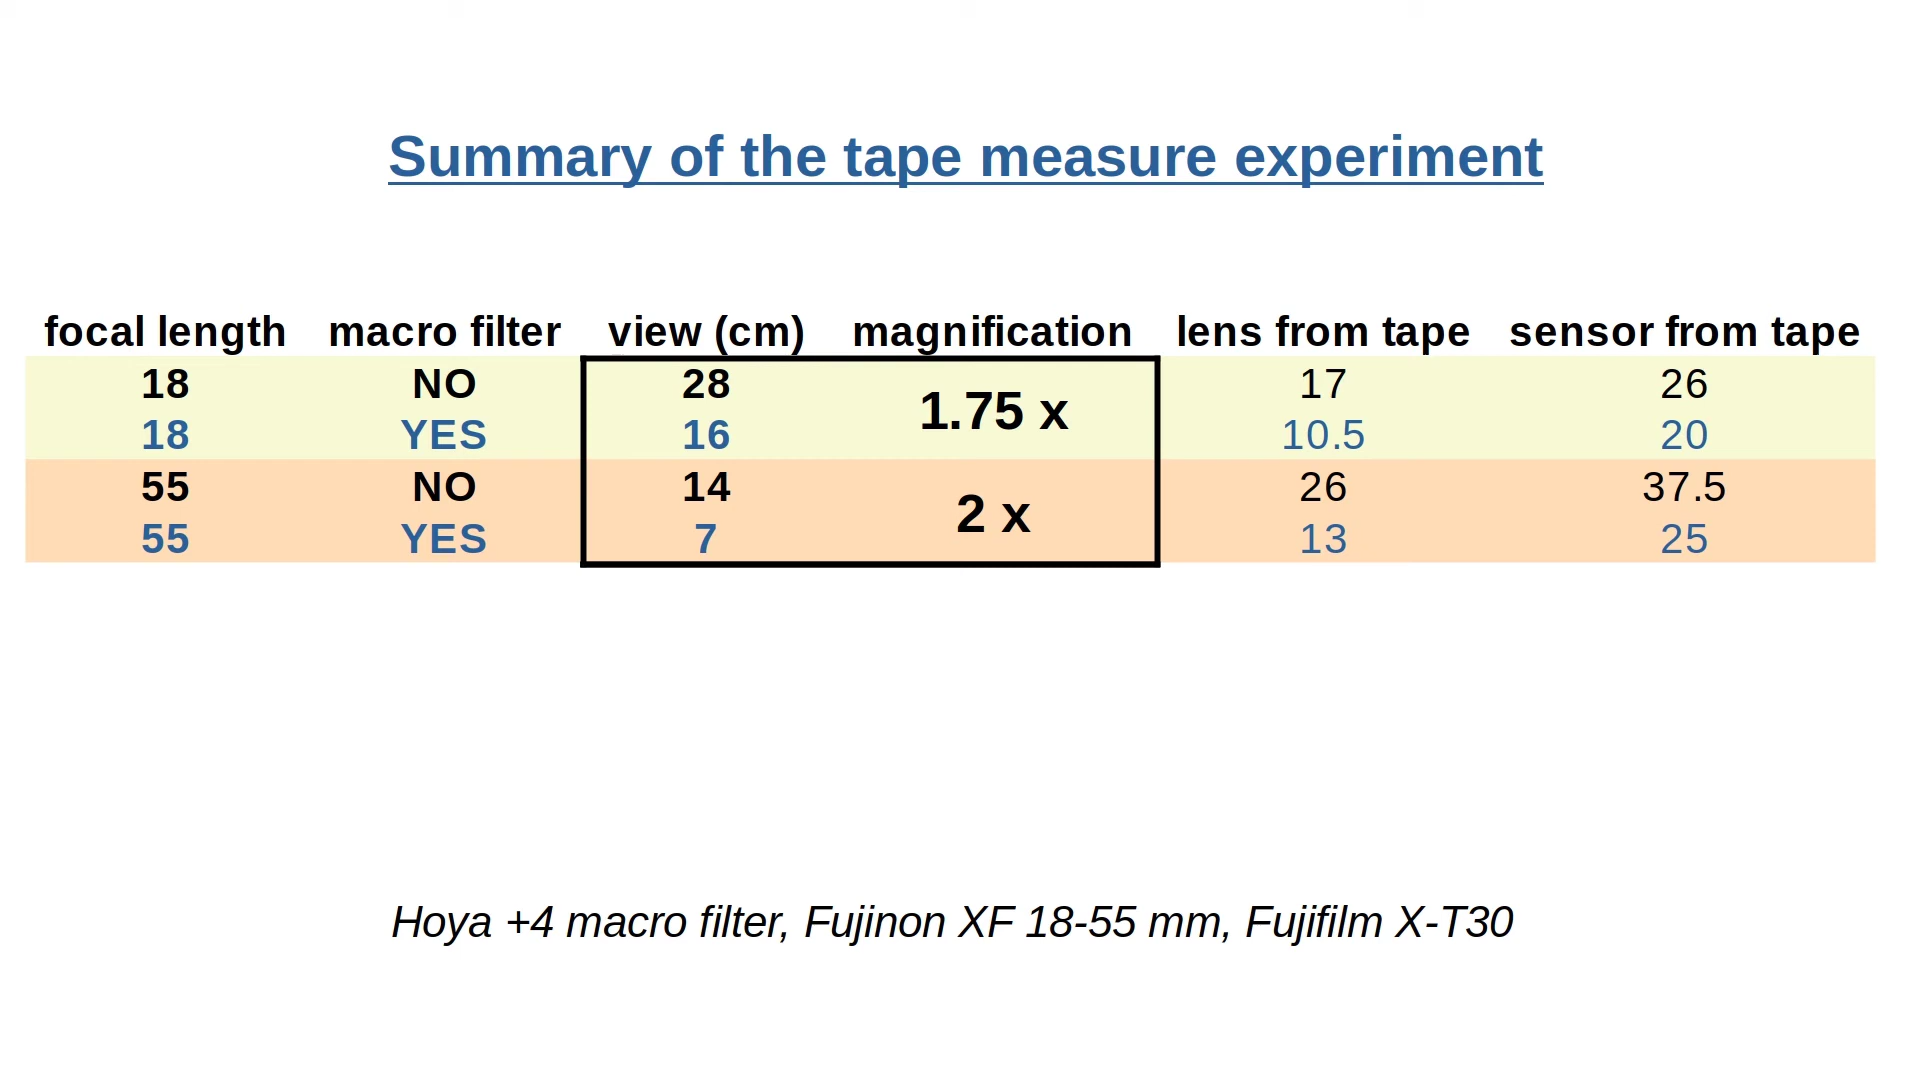 Summary of the tape measure experiment
focal length macro filter view (cm) magnification lens from tape sensor from tape
18 NO 28 17 26
1.75 x
18 YES 16 10.5 20
55 NO 14 26 37.5
2 x
55 YES 7 13 25
Hoya +4 macro filter, Fujinon XF 18-55 mm, Fujifilm X-T30